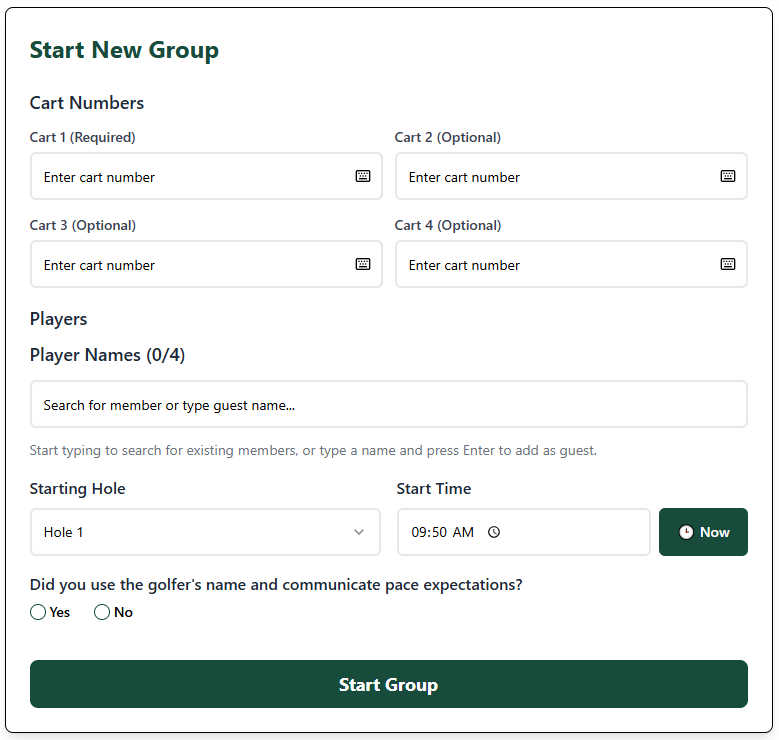 Start New Group
Cart Numbers
Cart 1 (Required)
Cart 2 (Optional)
Enter cart number
Enter cart number
Cart 3 (Optional)
Cart 4 (Optional)
Enter cart number
Enter cart number
Players
Player Names (0/4)
Search for member or type guest name...
Start typing to search for existing members, or type a name and press Enter to add as guest.
Starting Hole
Start Time
Hole 1
09:50 AM
Now
Did you use the golfer's name and communicate pace expectations?
Yes
No
Start Group